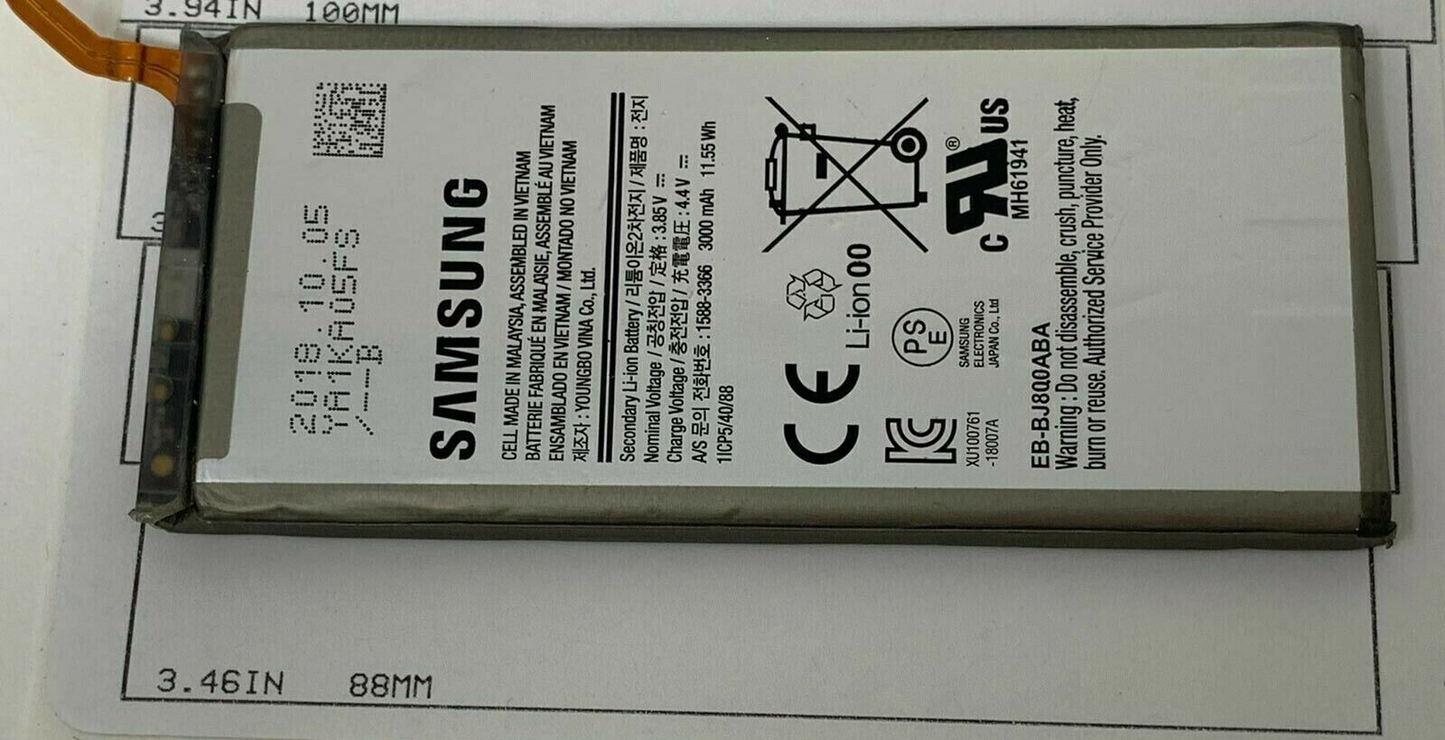 3.94IN 100MM
2018.10.05
YA1KA05FS
/--B
SAMSUNG
CELL MADE IN MALAYSIA, ASSEMBLED IN VIETNAM
BATTERIE FABRIQUÉ EN MALAISIE, ASSEMBLÉ AU VIETNAM
ENSAMBLADO EN VIETNAM / MONTADO NO VIETNAM
제조자 : YOUNGBO VINA Co., Ltd.
Secondary Li-ion Battery / 리튬이온2차전지 / 제품명 : 전지
Nominal Voltage / 공칭전압 / 定格 : 3.85 V ⎓
Charge Voltage / 충전전압 / 充電電圧 : 4.4 V ⎓
A/S 문의 전화번호 : 1588-3366 3000 mAh 11.55 Wh
1ICP5/40/88
CE
Li-ion 00
PS
E
SAMSUNG
ELECTRONICS
JAPAN Co., Ltd
KC
XU100761
-18007A
C RU® US
MH61941
EB-BJ800ABA
Warning : Do not disassemble, crush, puncture, heat,
burn or reuse. Authorized Service Provider Only.
3.46IN 88MM